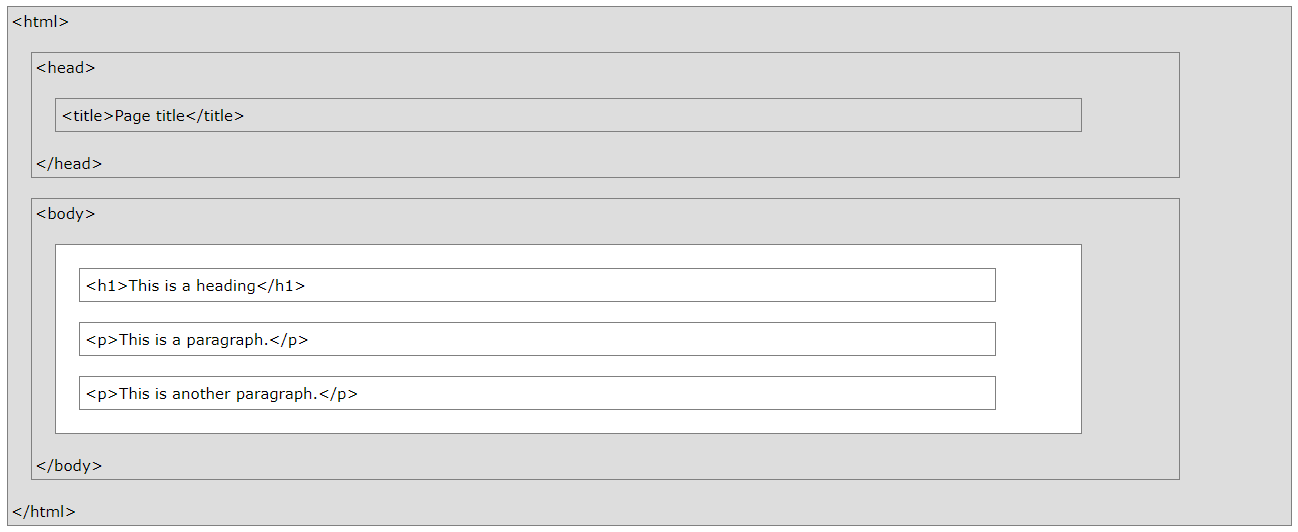 <html>
<head>
<title>Page title</title>
</head>
<body>
<h1>This is a heading</h1>
<p>This is a paragraph.</p>
<p>This is another paragraph.</p>
</body>
</html>